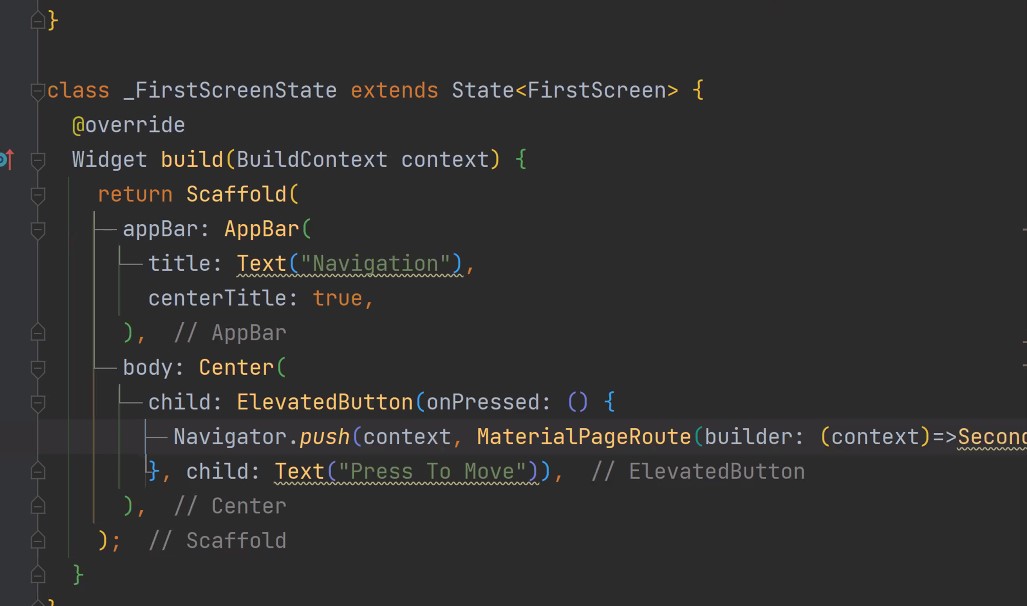 }
class _FirstScreenState extends State<FirstScreen> {
@override
Widget build(BuildContext context) {
return Scaffold(
appBar: AppBar(
title: Text("Navigation"),
centerTitle: true,
), // AppBar
body: Center(
child: ElevatedButton(onPressed: () {
Navigator.push(context, MaterialPageRoute(builder: (context)=>Second
}, child: Text("Press To Move")), // ElevatedButton
), // Center
); // Scaffold
}
}